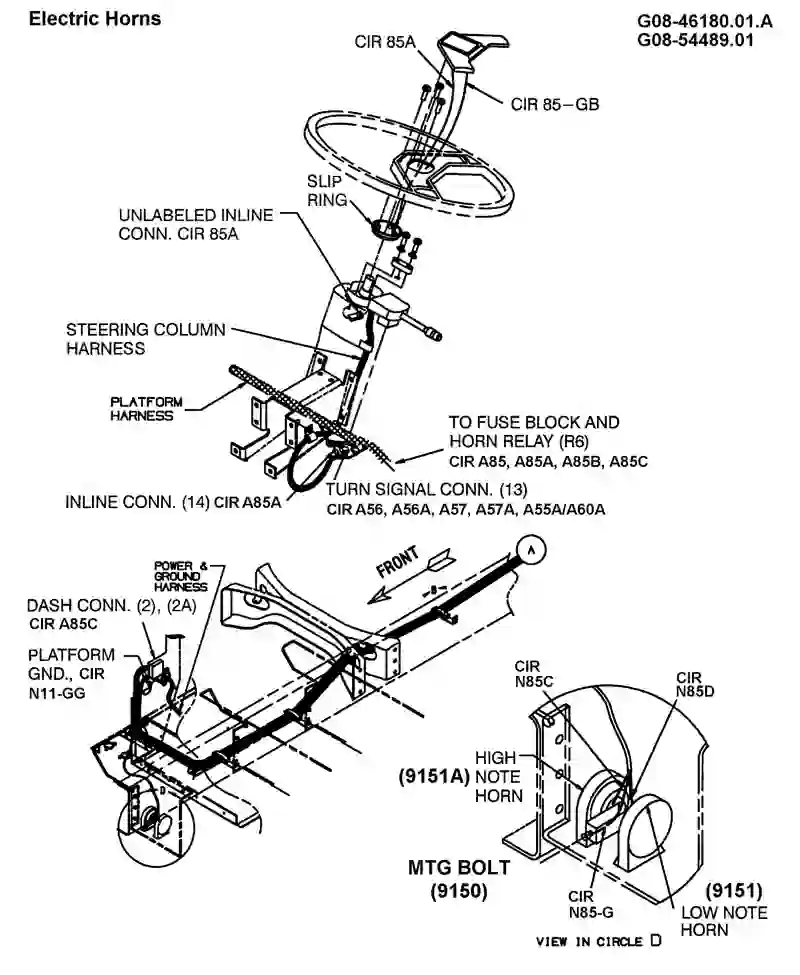 Electric Horns
G08-46180.01.A
G08-54489.01
CIR 85A
CIR 85-GB
SLIP
RING
UNLABELED INLINE
CONN. CIR 85A
STEERING COLUMN
HARNESS
PLATFORM
HARNESS
TO FUSE BLOCK AND
HORN RELAY (R6)
CIR A85, A85A, A85B, A85C
INLINE CONN. (14) CIR A85A
TURN SIGNAL CONN. (13)
CIR A56, A56A, A57, A57A, A55A/A60A
POWER &
GROUND
HARNESS
FRONT
A
DASH CONN. (2), (2A)
CIR A85C
PLATFORM
GND., CIR
N11-GG
B
D
CIR
N85C
CIR
N85D
HIGH
NOTE
HORN
(9151A)
MTG BOLT
(9150)
CIR
N85-G
(9151)
LOW NOTE
HORN
VIEW IN CIRCLE D